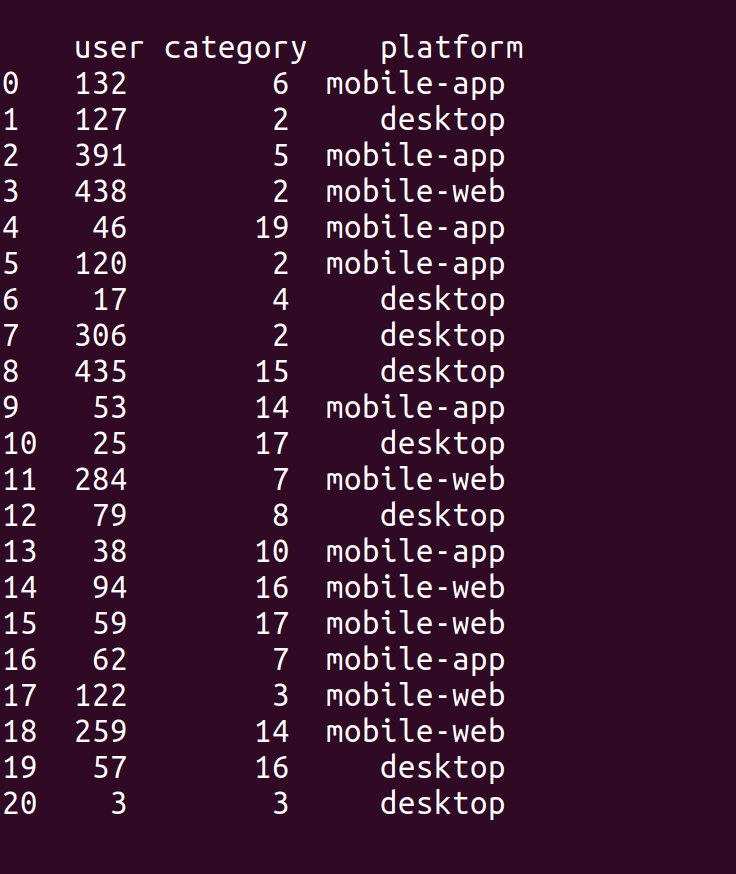 user category platform
0 132 6 mobile-app
1 127 2 desktop
2 391 5 mobile-app
3 438 2 mobile-web
4 46 19 mobile-app
5 120 2 mobile-app
6 17 4 desktop
7 306 2 desktop
8 435 15 desktop
9 53 14 mobile-app
10 25 17 desktop
11 284 7 mobile-web
12 79 8 desktop
13 38 10 mobile-app
14 94 16 mobile-web
15 59 17 mobile-web
16 62 7 mobile-app
17 122 3 mobile-web
18 259 14 mobile-web
19 57 16 desktop
20 3 3 desktop